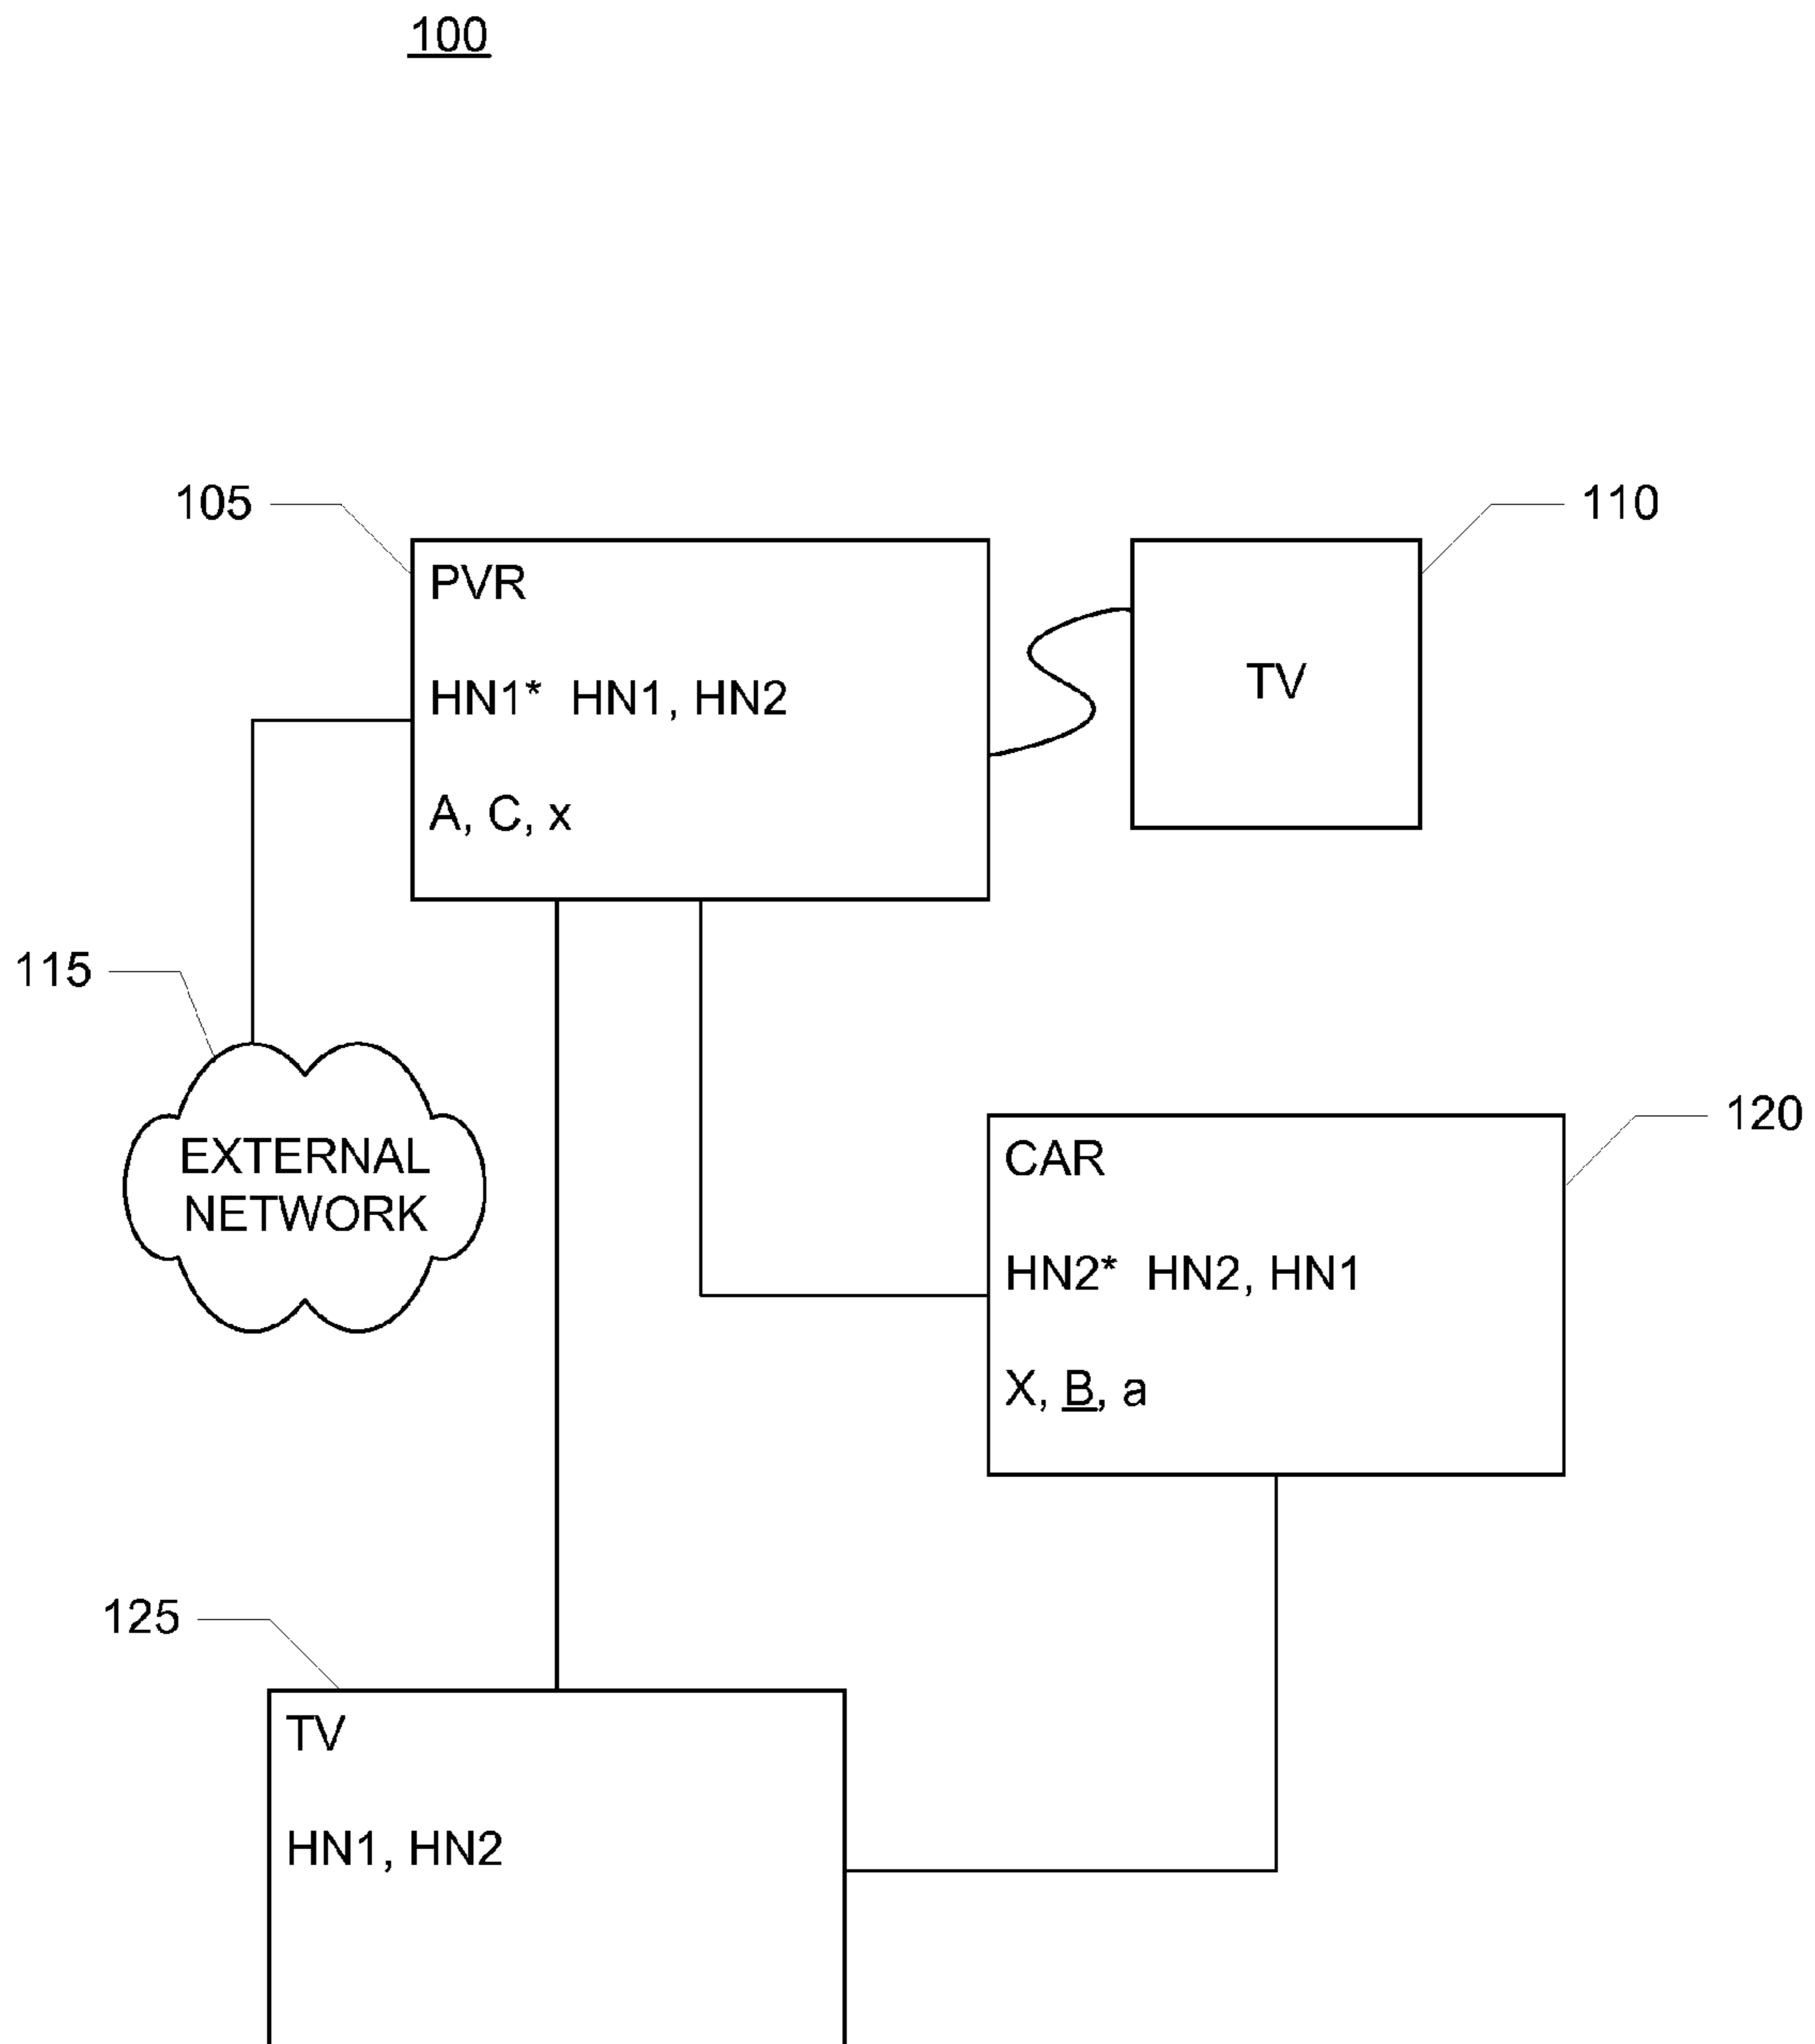 100
105
110
PVR
HN1* HN1, HN2
A, C, x
TV
115
EXTERNAL
NETWORK
120
CAR
HN2* HN2, HN1
X, B, a
125
TV
HN1, HN2